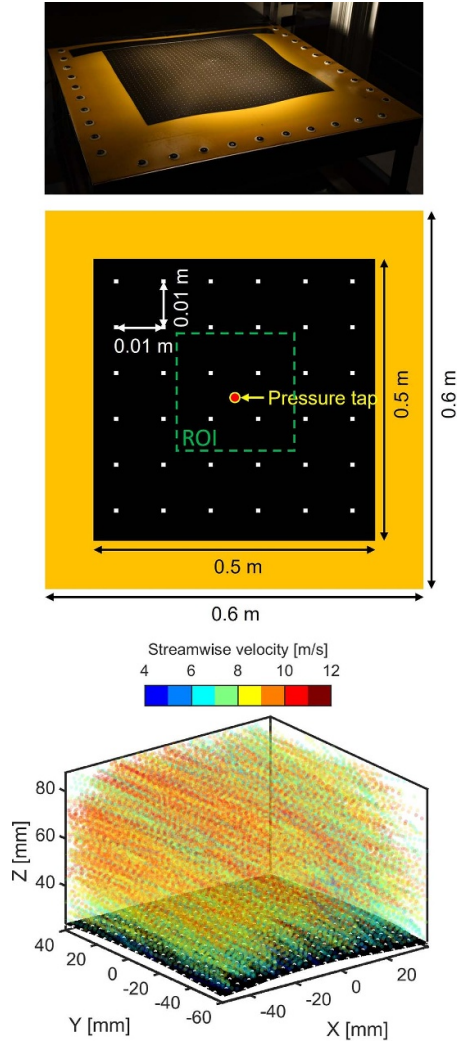 0.01 m
0.01 m
Pressure tap
ROI
0.5 m
0.6 m
0.5 m
0.6 m
Streamwise velocity [m/s]
4 6 8 10 12
80
60
40
Z [mm]
40
20
0
-20
-40
-60
Y [mm]
-40
-20
0
20
X [mm]